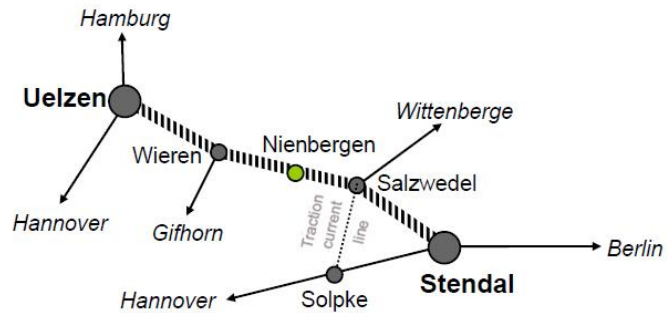 Hamburg
Uelzen
Wittenberge
Nienbergen
Wieren
Salzwedel
Traction
current
line
Hannover
Gifhorn
Berlin
Stendal
Hannover
Solpke